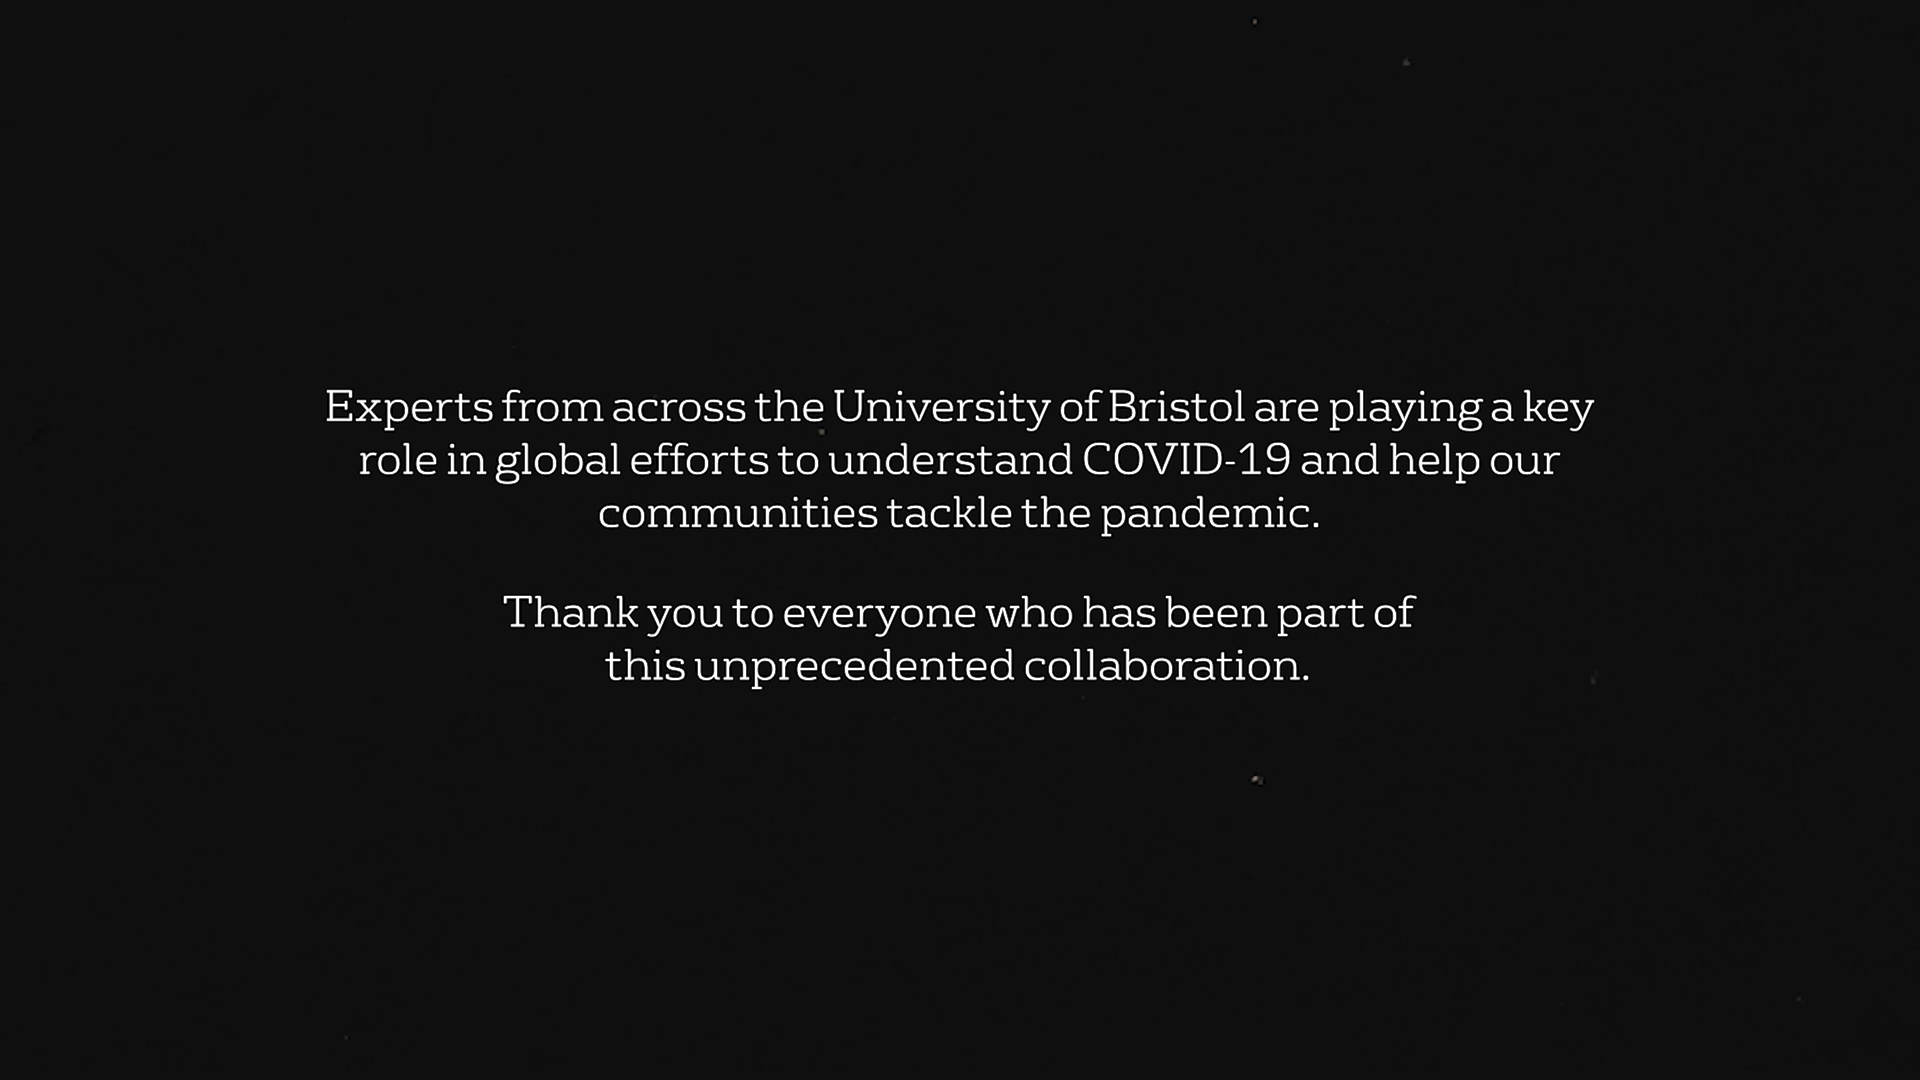 Experts from across the University of Bristol are playing a key
role in global efforts to understand COVID-19 and help our
communities tackle the pandemic.
Thank you to everyone who has been part of
this unprecedented collaboration.